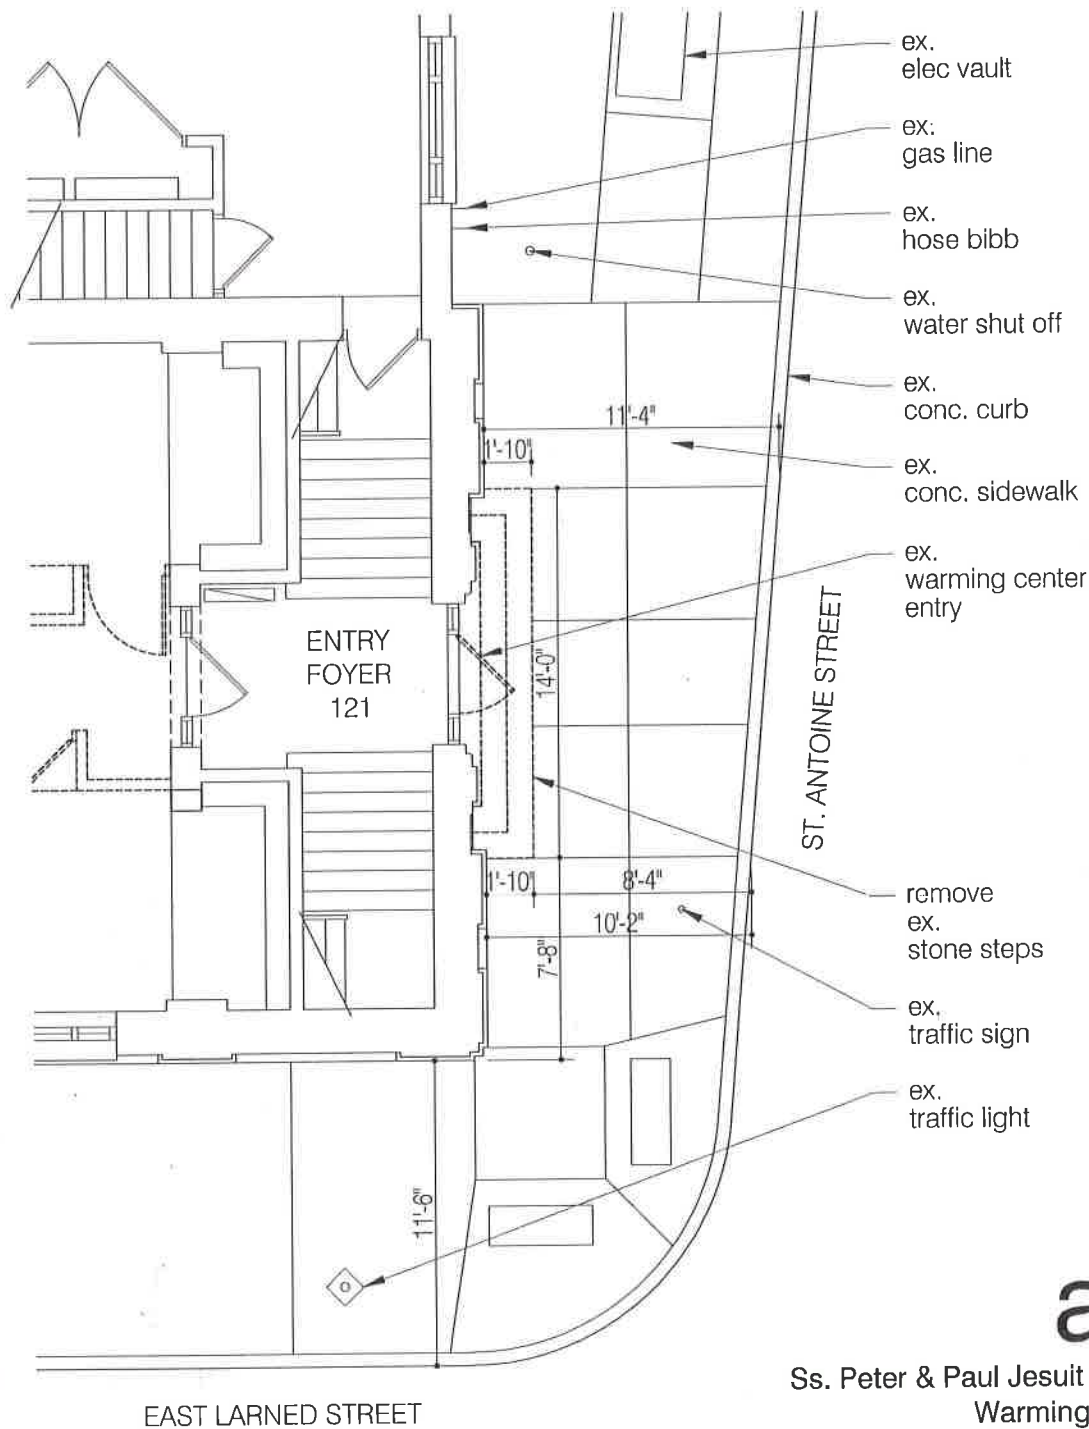 ex.
elec vault
ex.
gas line
ex.
hose bibb
ex.
water shut off
ex.
conc. curb
11'-4"
1'-10"
ex.
conc. sidewalk
ex.
warming center
entry
ENTRY
FOYER
121
14'-0"
ST. ANTOINE STREET
1'-10"
8'-4"
remove
ex.
stone steps
10'-2"
7'-8"
ex.
traffic sign
ex.
traffic light
11'-6"
a
Ss. Peter & Paul Jesuit
Warming
EAST LARNED STREET